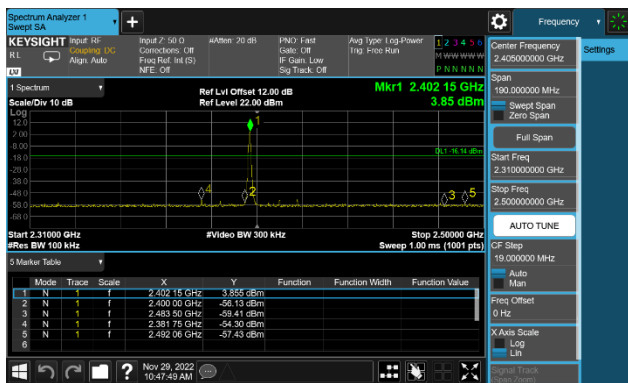 Spectrum Analyzer 1
Swept SA
+
Frequency
KEYSIGHT Input: RF Input Z: 50 Ω #Atten: 20 dB PNO: Fast Avg Type: Log-Power 1 2 3 4 5 6
R L Coupling: DC Corrections: Off Gate: Off Trig: Free Run M W W W W W
Align: Auto Freq Ref: Int (S) IF Gain: Low
NFE: Off Sig Track: Off P N N N N N
LXI
1 Spectrum
Ref Lvl Offset 12.00 dB Mkr1 2.402 15 GHz
Scale/Div 10 dB Ref Level 22.00 dBm 3.85 dBm
Log
12.0
2.00
-8.00
-18.0
-28.0
-38.0
-48.0
-58.0
-68.0
1
DL1 -16.14 dBm
4 2 3 5
Start 2.31000 GHz #Video BW 300 kHz Stop 2.50000 GHz
#Res BW 100 kHz Sweep 1.00 ms (1001 pts)
5 Marker Table
Mode Trace Scale X Y Function Function Width Function Value
1 N 1 f 2.402 15 GHz 3.855 dBm
2 N 1 f 2.400 00 GHz -56.13 dBm
3 N 1 f 2.483 50 GHz -59.41 dBm
4 N 1 f 2.381 75 GHz -54.30 dBm
5 N 1 f 2.492 06 GHz -57.43 dBm
6
Nov 29, 2022
10:47:49 AM
?
Center Frequency
2.405000000 GHz
Settings
Span
190.000000 MHz
Swept Span
Zero Span
Full Span
Start Freq
2.310000000 GHz
Stop Freq
2.500000000 GHz
AUTO TUNE
CF Step
19.000000 MHz
Auto
Man
Freq Offset
0 Hz
X Axis Scale
Log
Lin
Signal Track
(Span Zoom)